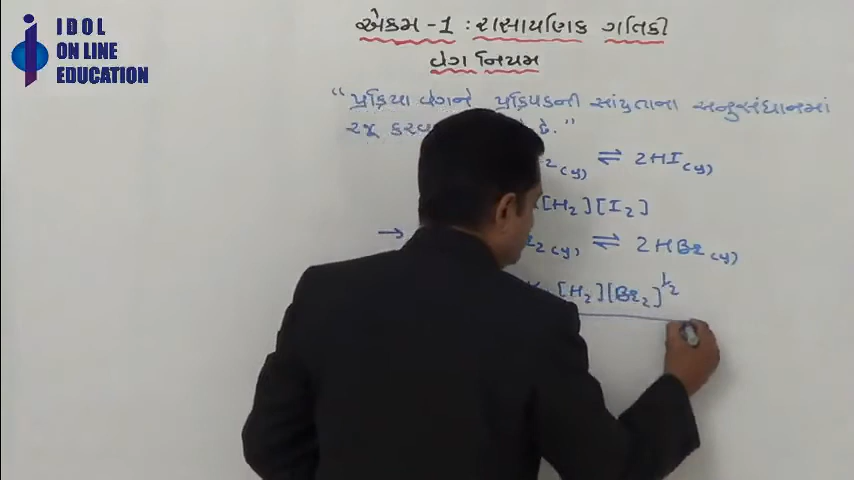 IDOL
ON LINE
EDUCATION
એકમ - 1 : રાસાયણિક ગતિકી
વેગ નિયમ
“ પ્રક્રિયા વેગને પ્રક્રિયકની સાંદ્રતાના અનુસંધાનમાં
રજૂ કરવા છે. ”
2(g) ⇌ 2HI(g)
[H2][I2]
→ 2(g) ⇌ 2HBr(g)
[H2][Br2]^1/2